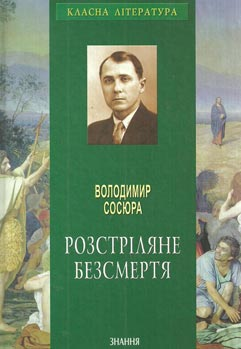 КЛАСНА ЛІТЕРАТУРА
ВОЛОДИМИР
СОСЮРА
РОЗСТРІЛЯНЕ
БЕЗСМЕРТЯ
ЗНАННЯ